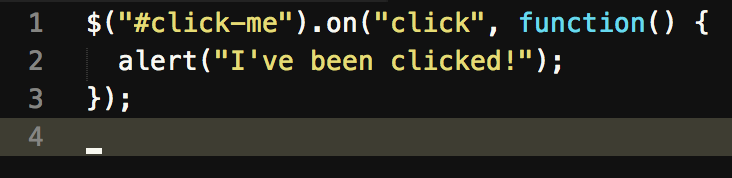 1 $("#click-me").on("click", function() {
2   alert("I've been clicked!");
3 });
4